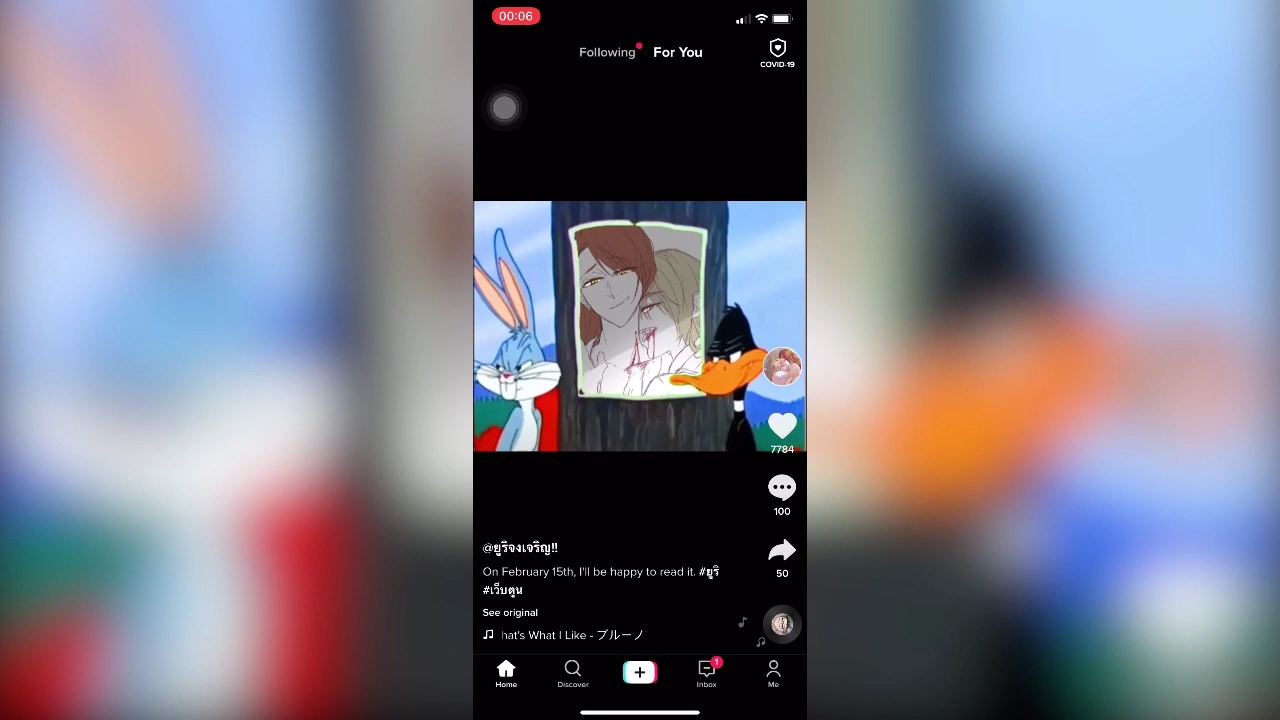 00:06
Following
For You
COVID-19
7784
100
50
@ยูริจงเจริญ!!
On February 15th, I'll be happy to read it. #ยูริ
#เว็บตูน
See original
hat's What I Like - ブルーノ
Home
Discover
1
Inbox
Me